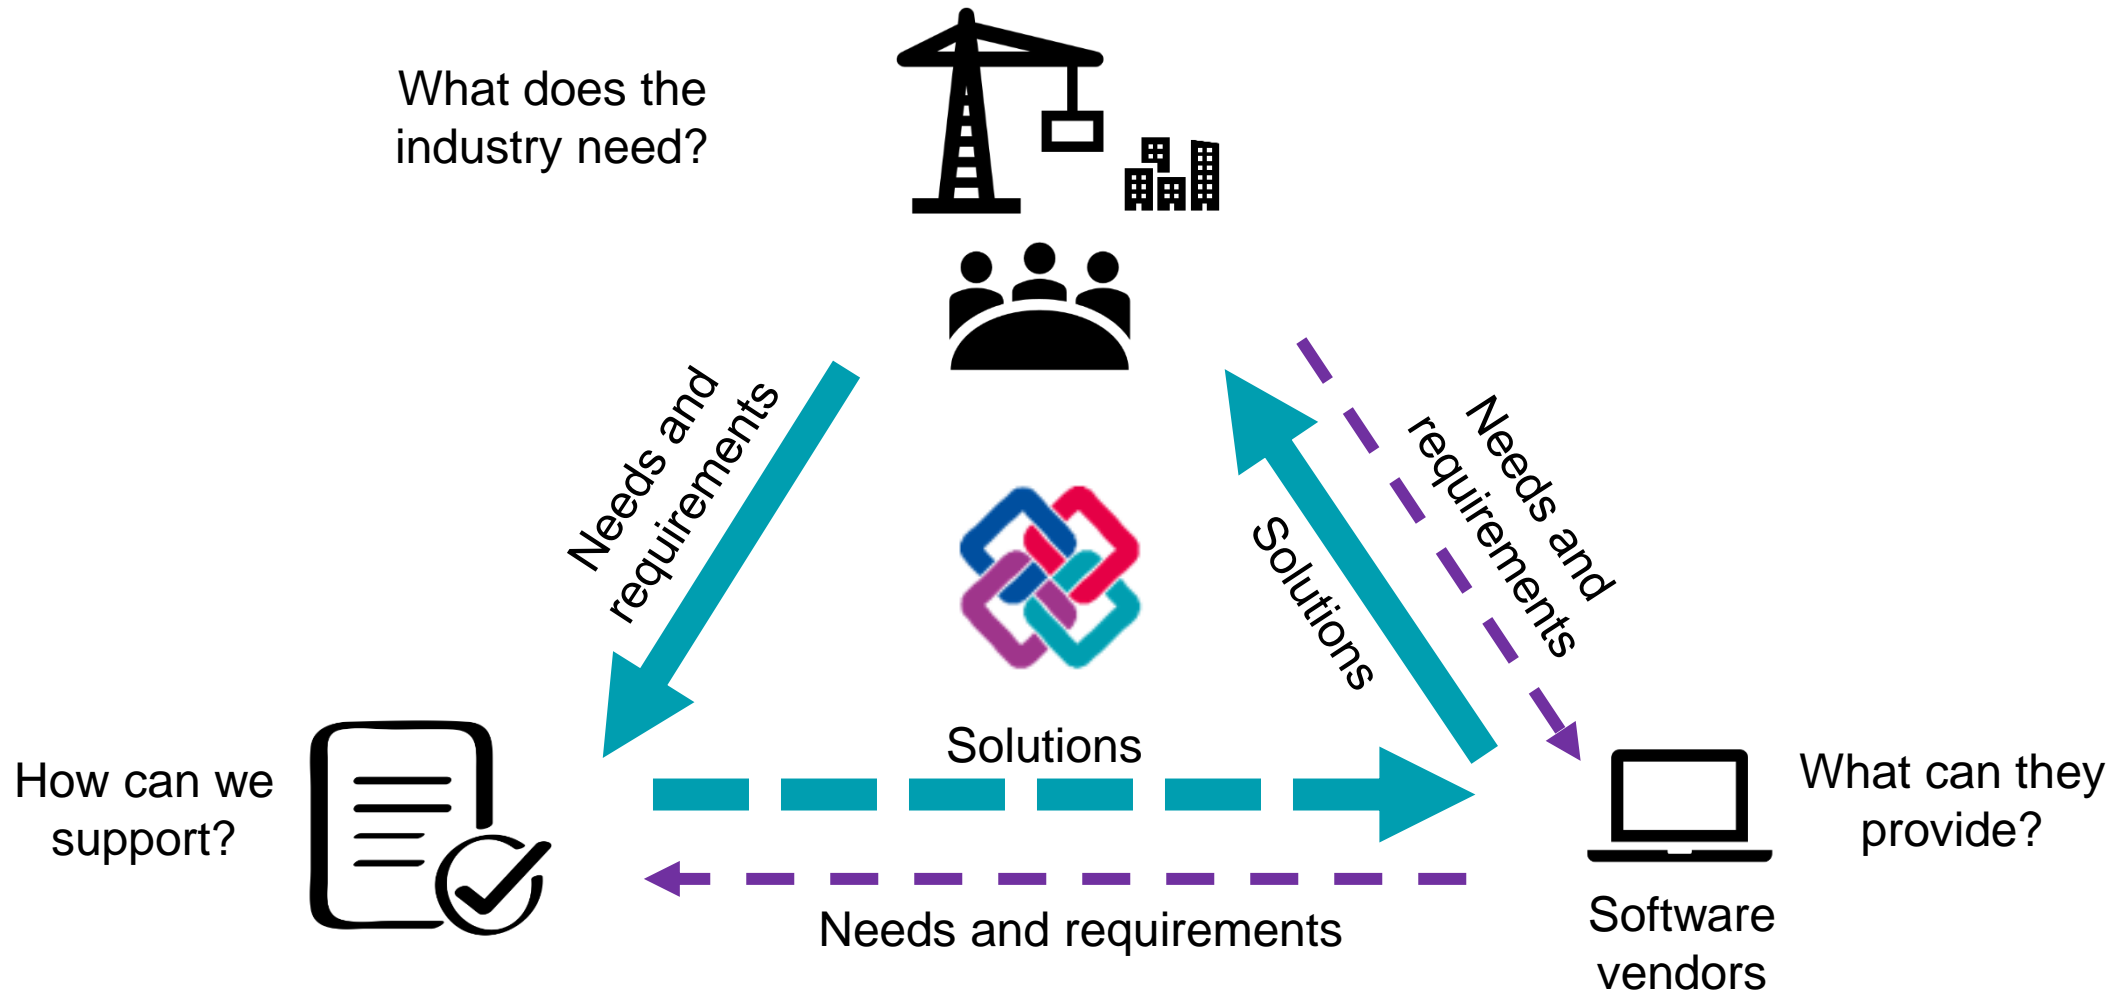 What does the
industry need?
Needs and
requirements
Needs and
requirements
Solutions
Solutions
How can we
support?
What can they
provide?
Needs and requirements
Software
vendors